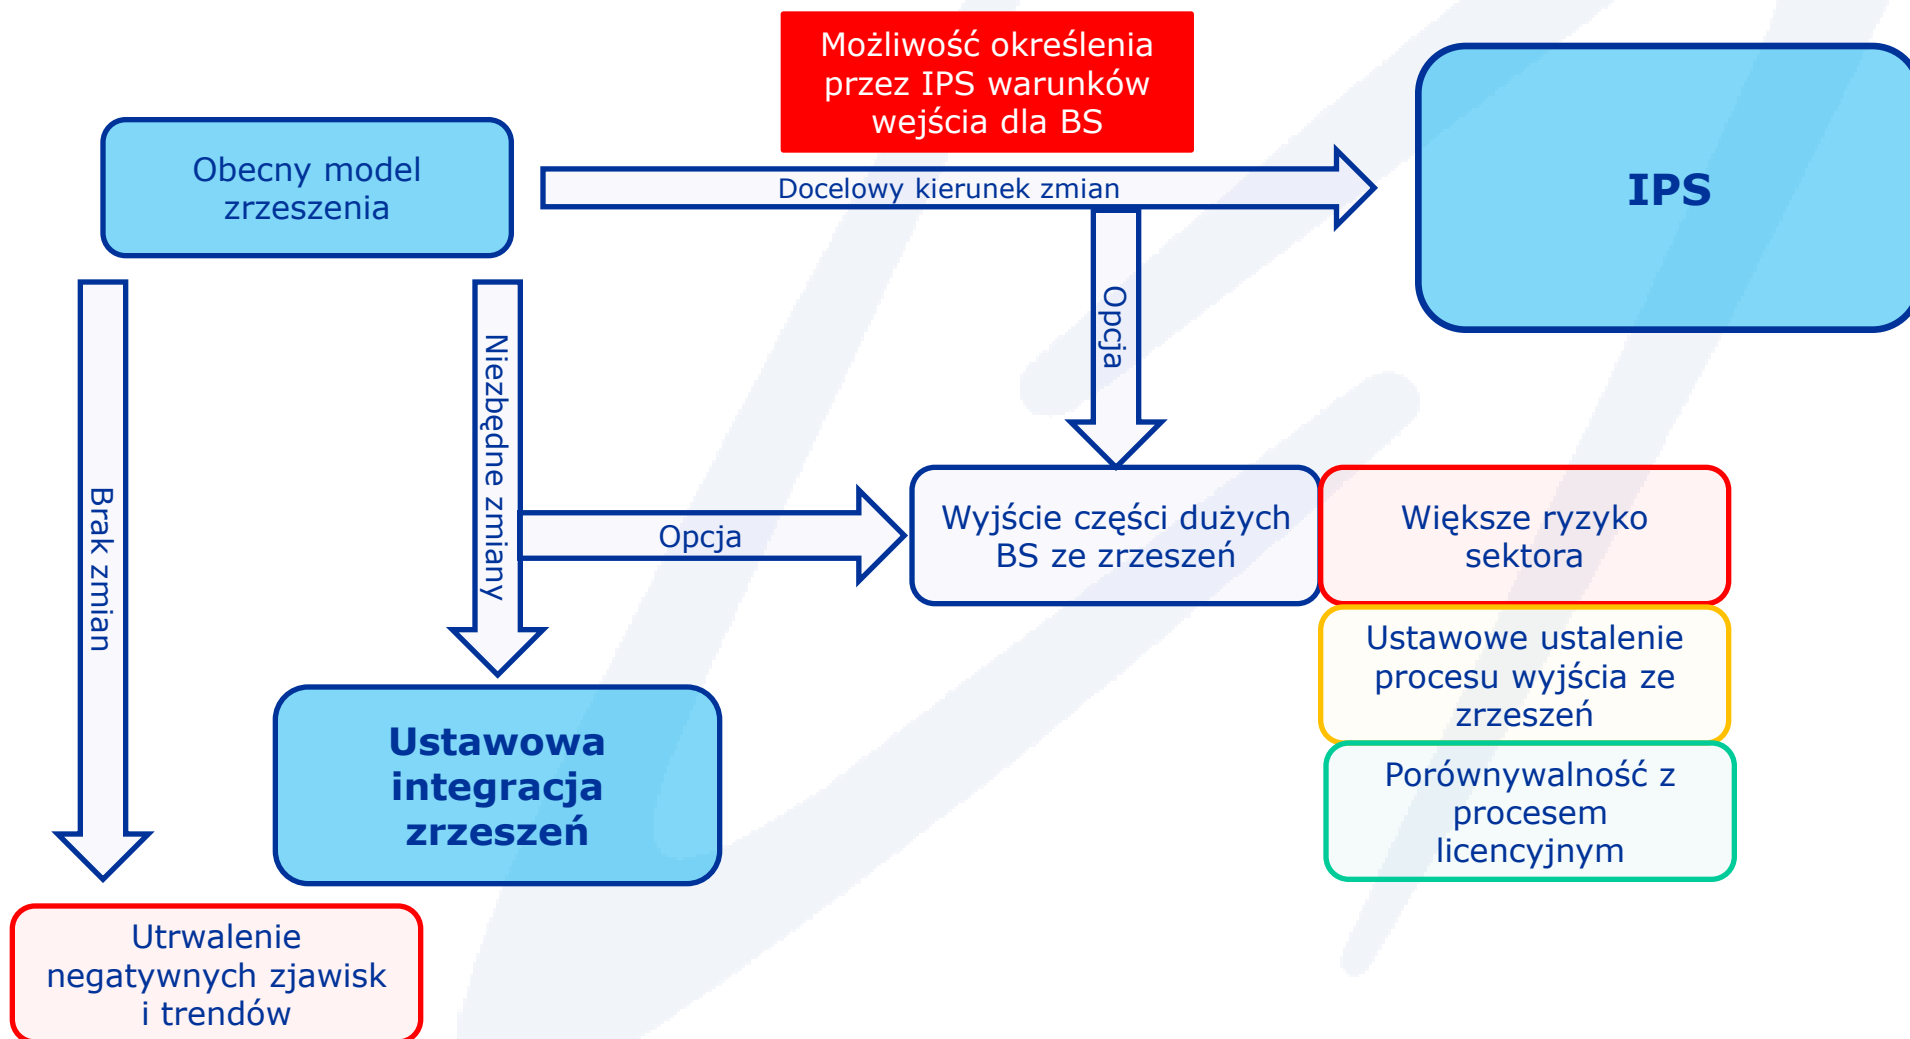 Możliwość określenia
przez IPS warunków
wejścia dla BS
Obecny model
zrzeszenia
Docelowy kierunek zmian
IPS
Opcja
Niezbędne zmiany
Brak zmian
Opcja
Wyjście części dużych
BS ze zrzeszeń
Większe ryzyko
sektora
Ustawowe ustalenie
procesu wyjścia ze
zrzeszeń
Ustawowa
integracja
zrzeszeń
Porównywalność z
procesem
licencyjnym
Utrwalenie
negatywnych zjawisk
i trendów